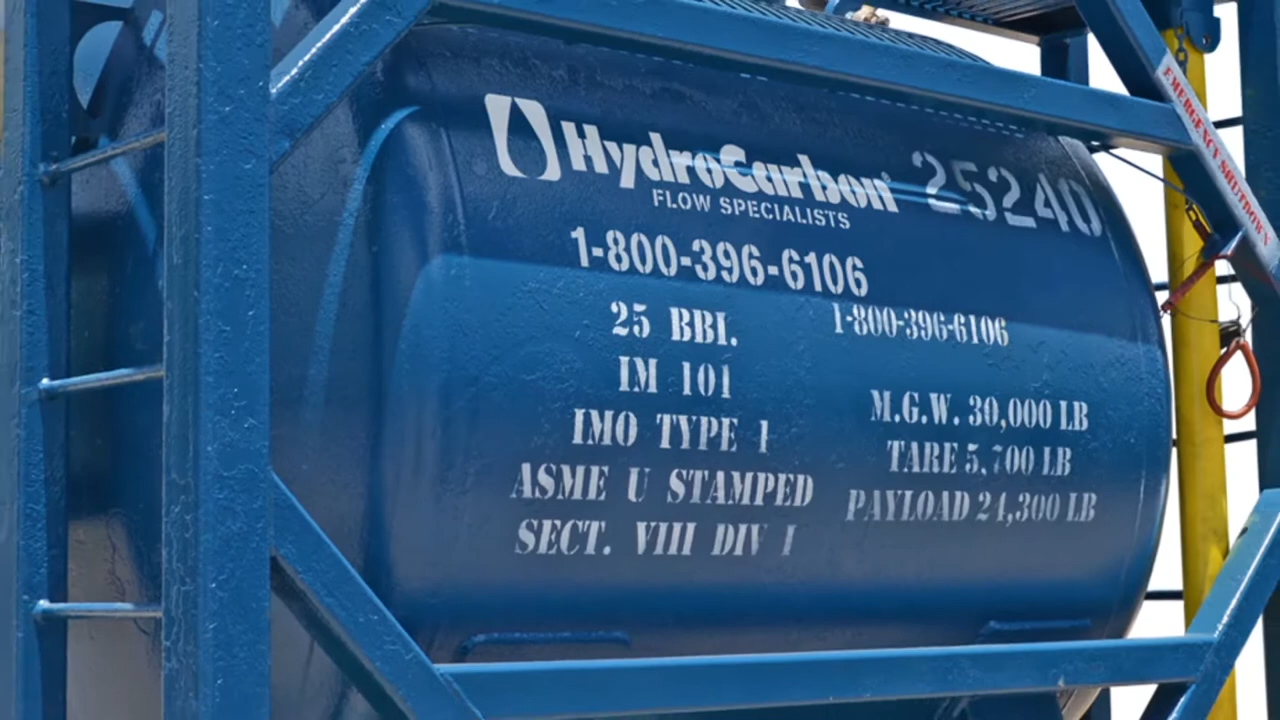 HydroCarbon® 25240
FLOW SPECIALISTS
1-800-396-6106
25 BBL.
1-800-396-6106
IM 101
IMO TYPE 1
ASME U STAMPED
SECT. VIII DIV 1
M.G.W. 30,000 LB
TARE 5,700 LB
PAYLOAD 24,300 LB
EMERGENCY SHUTDOWN